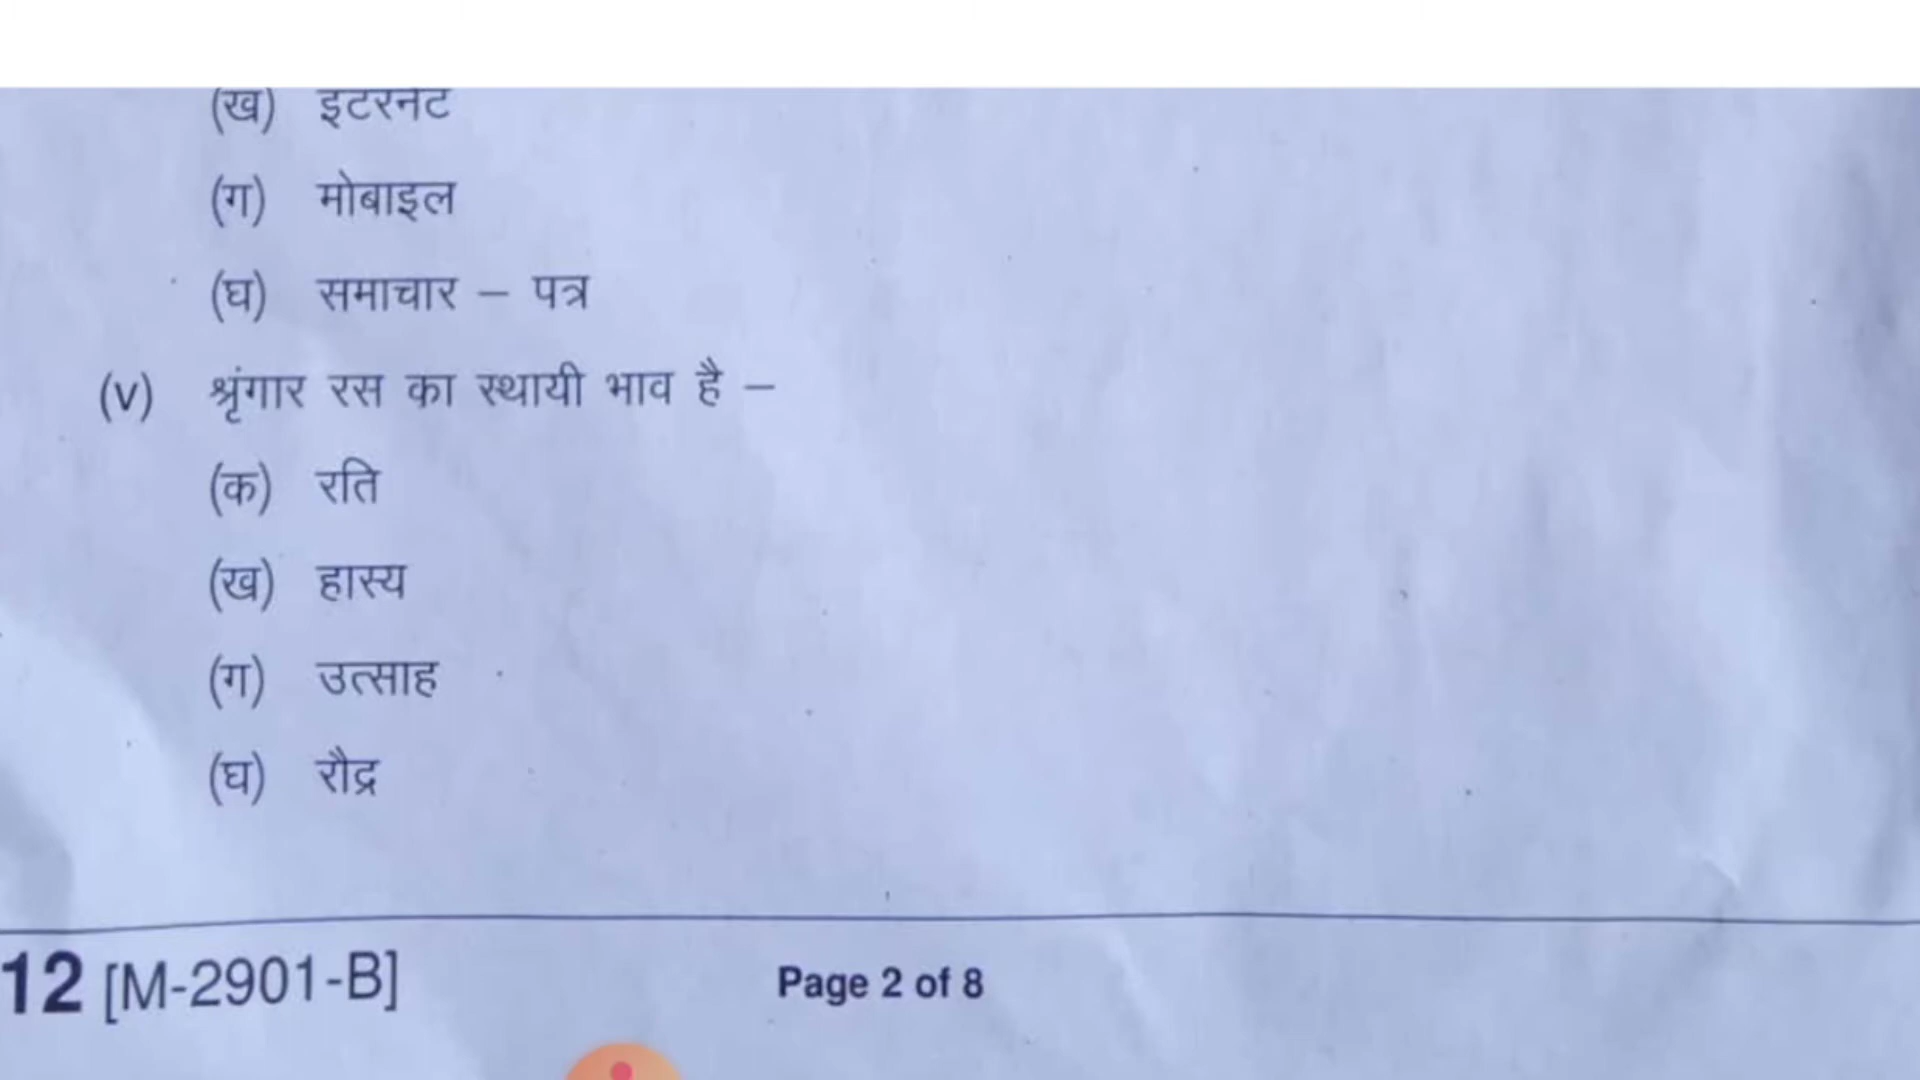 (ख) इंटरनेट
(ग) मोबाइल
(घ) समाचार – पत्र
(v) श्रृंगार रस का स्थायी भाव है –
(क) रति
(ख) हास्य
(ग) उत्साह
(घ) रौद्र
12 [M-2901-B] Page 2 of 8